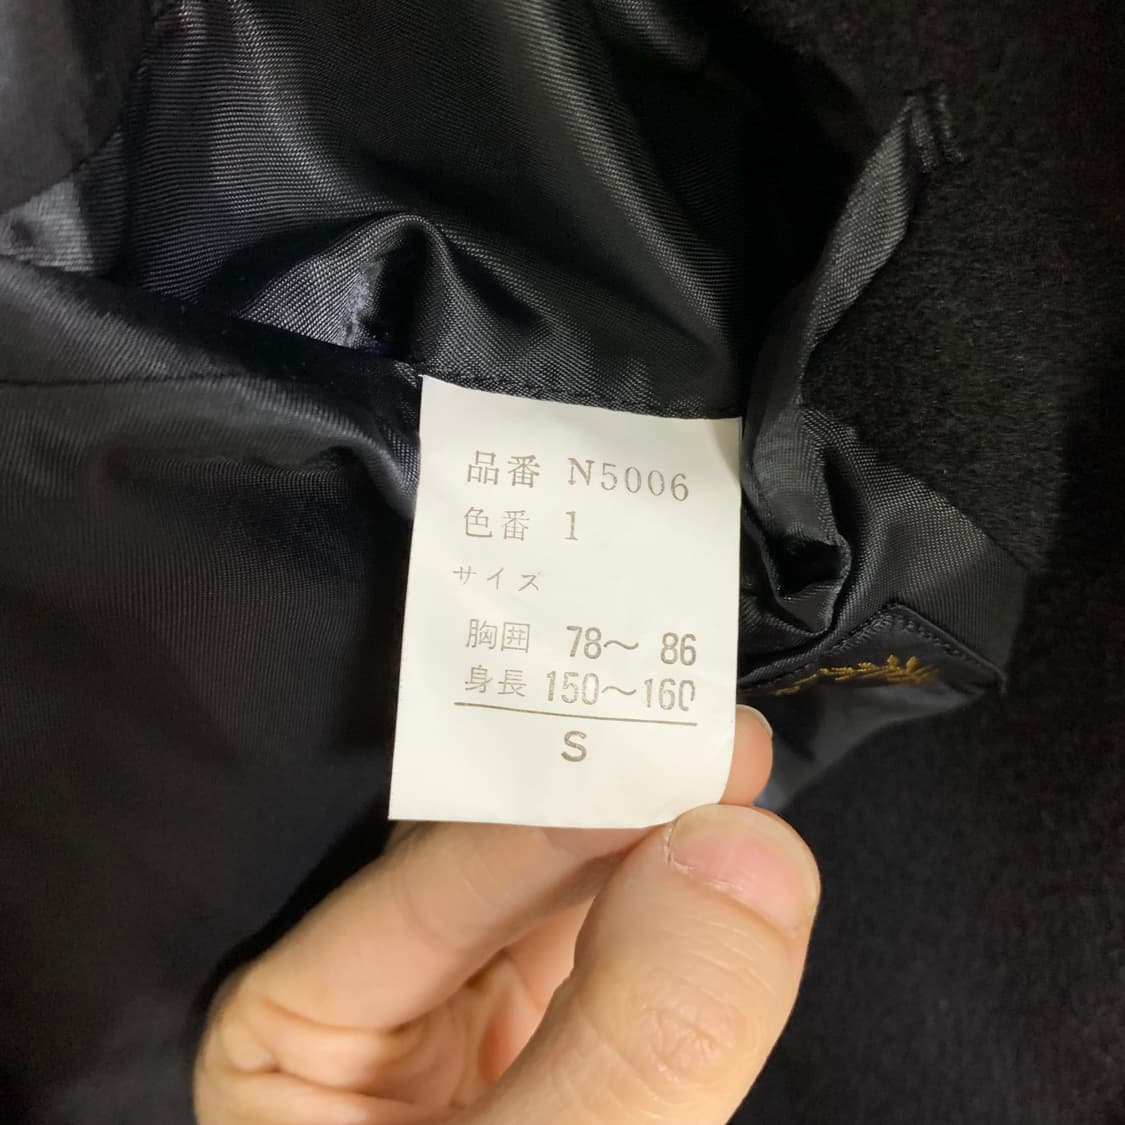 品番 N5006
色番 1
サイズ
胸囲 78〜 86
身長 150〜160
S